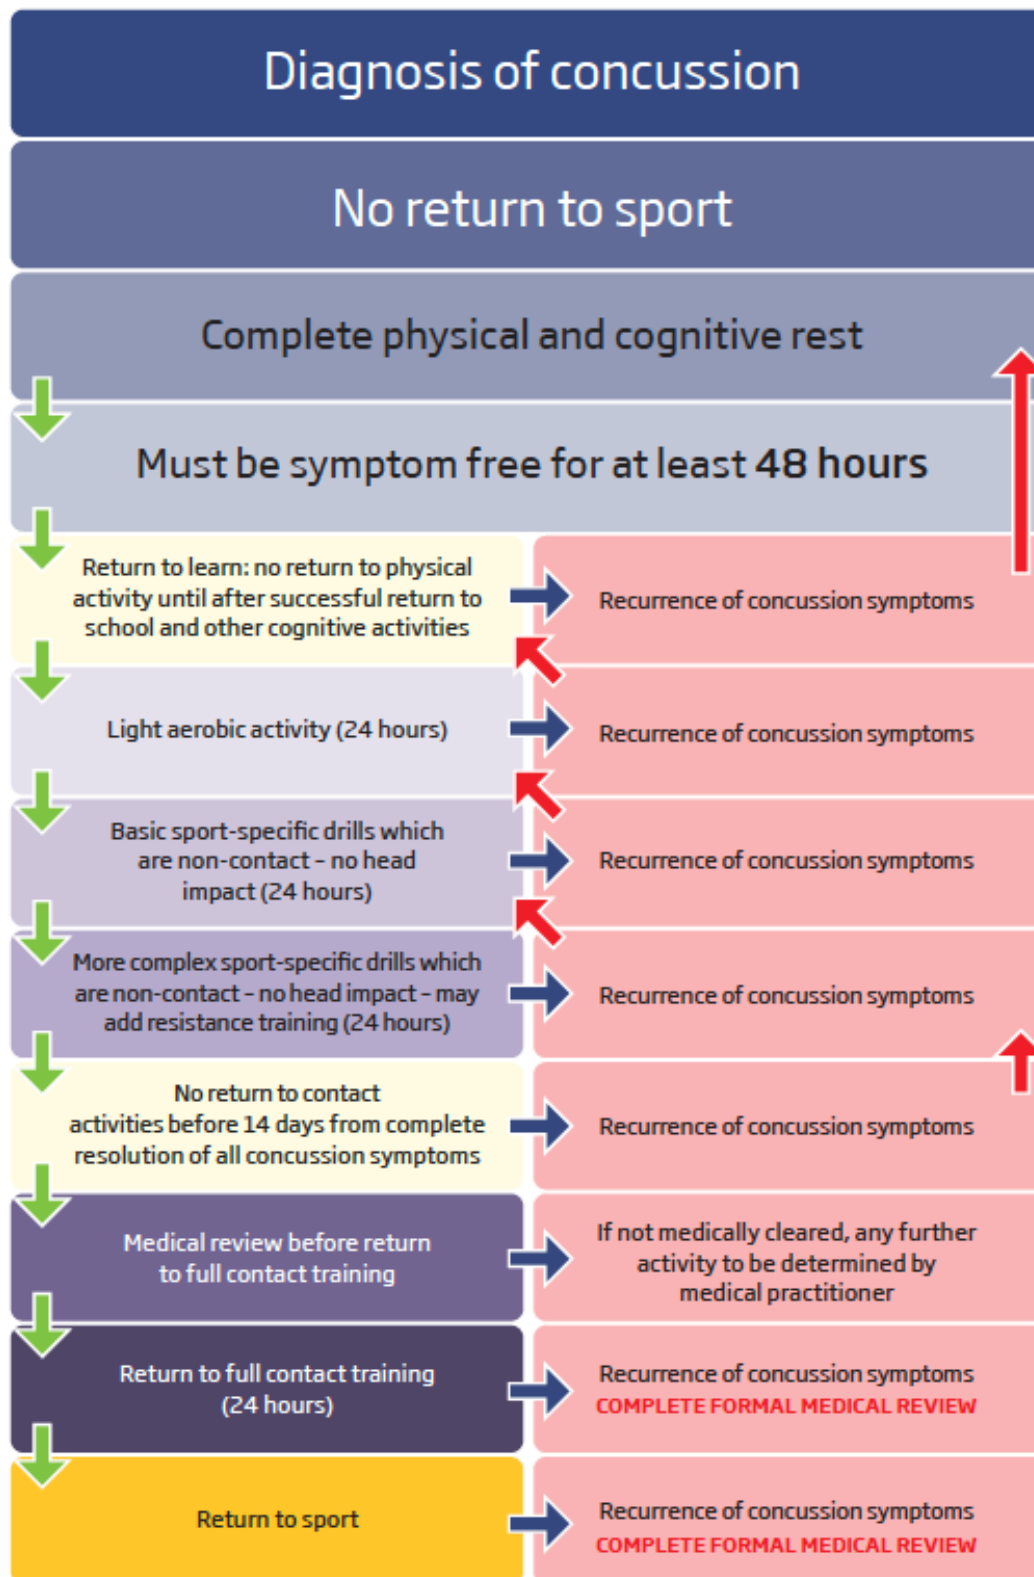 Diagnosis of concussion
No return to sport
Complete physical and cognitive rest
Must be symptom free for at least 48 hours
Return to learn: no return to physical
activity until after successful return to
school and other cognitive activities
Recurrence of concussion symptoms
Light aerobic activity (24 hours)
Recurrence of concussion symptoms
Basic sport-specific drills which
are non-contact – no head
impact (24 hours)
Recurrence of concussion symptoms
More complex sport-specific drills which
are non-contact – no head impact – may
add resistance training (24 hours)
Recurrence of concussion symptoms
No return to contact
activities before 14 days from complete
resolution of all concussion symptoms
Recurrence of concussion symptoms
Medical review before return
to full contact training
If not medically cleared, any further
activity to be determined by
medical practitioner
Return to full contact training
(24 hours)
Recurrence of concussion symptoms
COMPLETE FORMAL MEDICAL REVIEW
Return to sport
Recurrence of concussion symptoms
COMPLETE FORMAL MEDICAL REVIEW